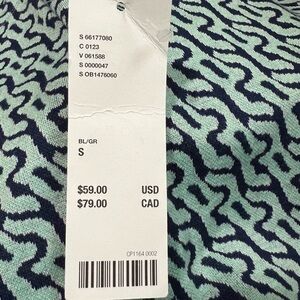 S 66177080
C 0123
V 061588
S 0000047
S OB1476060
BL/GR
S
$59.00 USD
$79.00 CAD
CP1164 0002